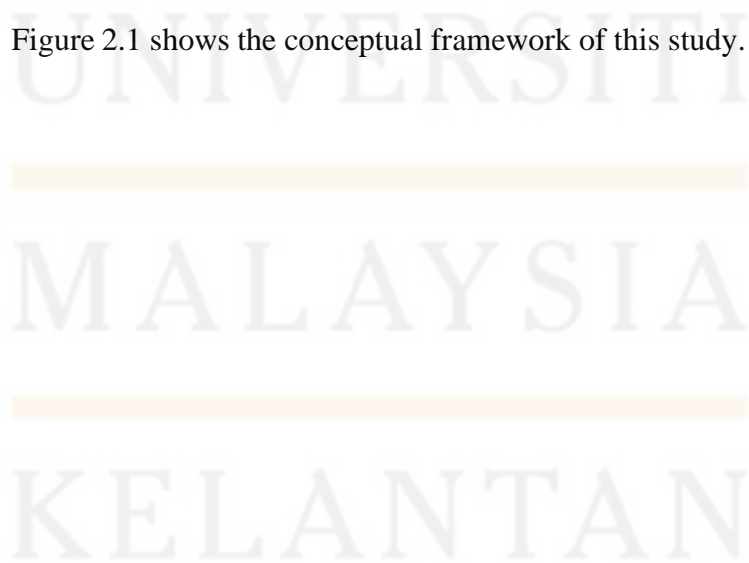 Figure 2.1 shows the conceptual framework of this study.
UNIVERSITI
MALAYSIA
KELANTAN